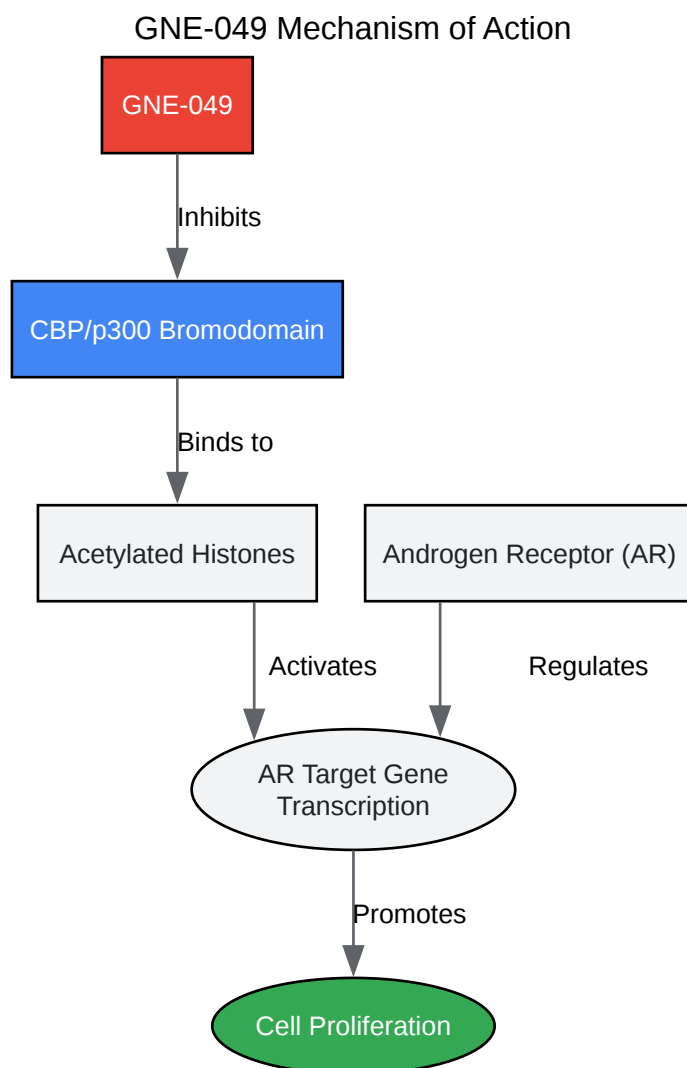 GNE-049 Mechanism of Action
GNE-049
Inhibits
CBP/p300 Bromodomain
Binds to
Acetylated Histones
Androgen Receptor (AR)
Activates
Regulates
AR Target Gene
Transcription
Promotes
Cell Proliferation